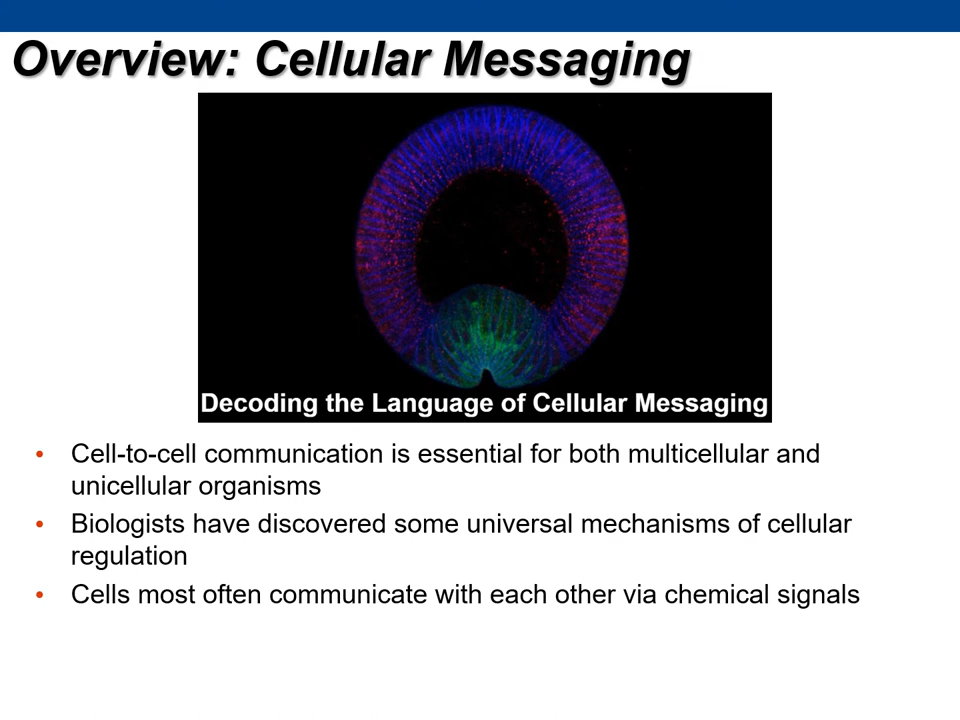 Overview: Cellular Messaging
Decoding the Language of Cellular Messaging
• Cell-to-cell communication is essential for both multicellular and
unicellular organisms
• Biologists have discovered some universal mechanisms of cellular
regulation
• Cells most often communicate with each other via chemical signals